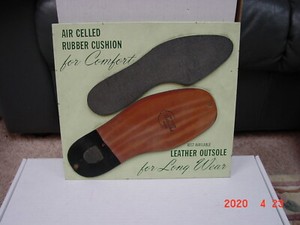 AIR CELLED
RUBBER CUSHION
for Comfort
LEATHER OUTSOLE
for Long Wear
2020 4 23